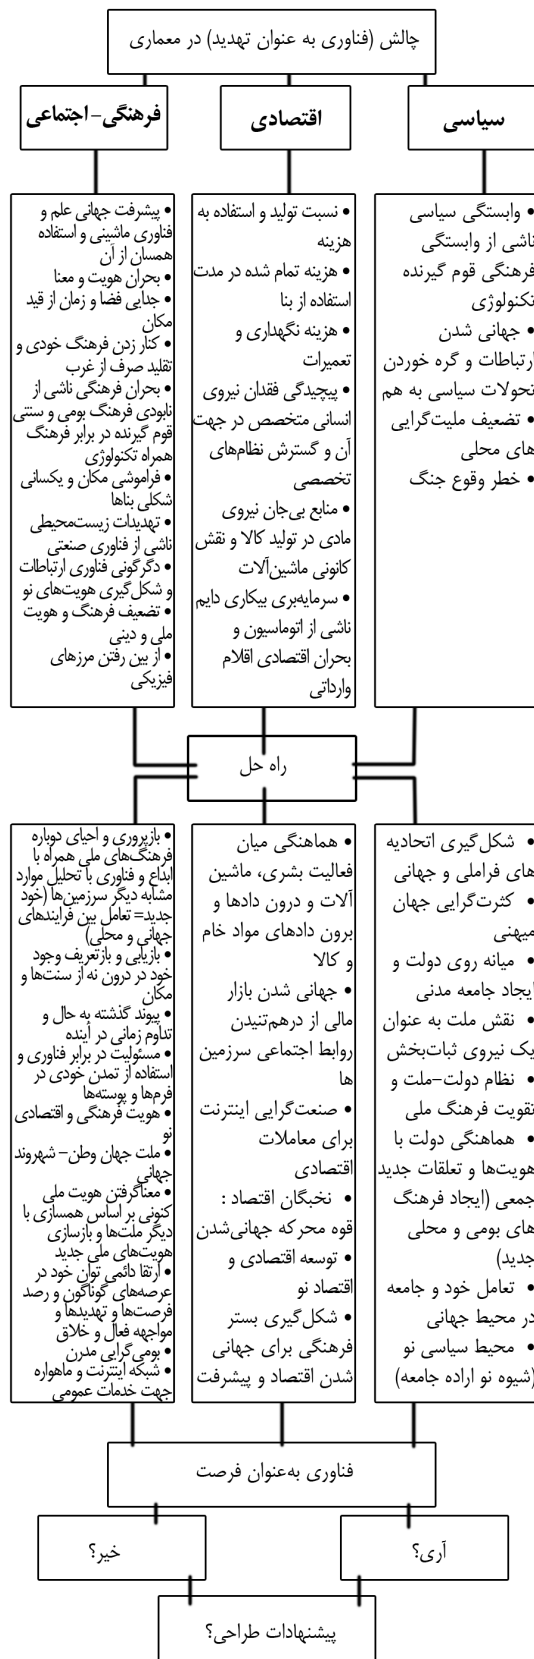 چالش (فناوری به عنوان تهدید) در معماری
سیاسی
اقتصادی
فرهنگی-اجتماعی
• وابستگی سیاسی
ناشی از وابستگی
فرهنگی قوم گیرنده
تکنولوژی
• جهانی شدن
ارتباطات و گره خوردن
تحولات سیاسی به هم
• تضعیف ملیت‌گرایی
های محلی
• خطر وقوع جنگ
• نسبت تولید و استفاده به
هزینه
• هزینه تمام شده در مدت
استفاده از بنا
• هزینه نگهداری و
تعمیرات
• پیچیدگی فقدان نیروی
انسانی متخصص در جهت
آن و گسترش نظام‌های
تخصصی
• منابع بی‌جان نیروی
مادی در تولید کالا و نقش
کانونی ماشین‌آلات
• سرمایه‌بری بیکاری دایم
ناشی از اتوماسیون و
بحران اقتصادی اقلام
وارداتی
• پیشرفت جهانی علم و
فناوری ماشینی و استفاده
همسان از آن
• بحران هویت و معنا
• جدایی فضا و زمان از قید
مکان
• کنار زدن فرهنگ خودی و
تقلید صرف از غرب
• بحران فرهنگی ناشی از
نابودی فرهنگ بومی و سنتی
قوم گیرنده در برابر فرهنگ
همراه تکنولوژی
• فراموشی مکان و یکسانی
شکلی بناها
• تهدیدات زیست‌محیطی
ناشی از فناوری صنعتی
• دگرگونی فناوری ارتباطات
و شکل‌گیری هویت‌های نو
• تضعیف فرهنگ و هویت
ملی و دینی
• از بین رفتن مرزهای
فیزیکی
راه حل
• شکل‌گیری اتحادیه
های فراملی و جهانی
• کثرت‌گرایی جهان
میهنی
• میانه روی دولت و
ایجاد جامعه مدنی
• نقش ملت به عنوان
یک نیروی ثبات‌بخش
• نظام دولت-ملت و
تقویت فرهنگ ملی
• هماهنگی دولت با
هویت‌ها و تعلقات جدید
جمعی (ایجاد فرهنگ
های بومی و محلی
جدید)
• تعامل خود و جامعه
در محیط جهانی
• محیط سیاسی نو
(شیوه نو اراده جامعه)
• هماهنگی میان
فعالیت بشری، ماشین
آلات و درون دادها و
برون دادهای مواد خام
و کالا
• جهانی شدن بازار
مالی از درهم‌تنیدن
روابط اجتماعی سرزمین
ها
• صنعت‌گرایی اینترنت
برای معاملات
اقتصادی
• نخبگان اقتصاد :
قوه محرکه جهانی‌شدن
• توسعه اقتصادی و
اقتصاد نو
• شکل‌گیری بستر
فرهنگی برای جهانی
شدن اقتصاد و پیشرفت
• بازپروری و احیای دوباره
فرهنگ‌های ملی همراه با
ابداع و فناوری با تحلیل موارد
مشابه دیگر سرزمین‌ها (خود
جدید= تعامل بین فرایندهای
جهانی و محلی)
• بازیابی و بازتعریف وجود
خود در درون نه از سنت‌ها و
مکان
• پیوند گذشته به حال و
تداوم زمانی در آینده
• مسئولیت در برابر فناوری و
استفاده از تمدن خودی در
فرم‌ها و پوسته‌ها
• هویت فرهنگی و اقتصادی
نو
• ملت جهان وطن- شهروند
جهانی
• معناگرفتن هویت ملی
کنونی بر اساس همسازی با
دیگر ملت‌ها و بازسازی
هویت‌های ملی جدید
• ارتقا دائمی توان خود در
عرصه‌های گوناگون و رصد
فرصت‌ها و تهدیدها و
مواجهه فعال و خلاق
• بومی‌گرایی مدرن
• شبکه اینترنت و ماهواره
جهت خدمات عمومی
فناوری به‌عنوان فرصت
آری؟
خیر؟
پیشنهادات طراحی؟